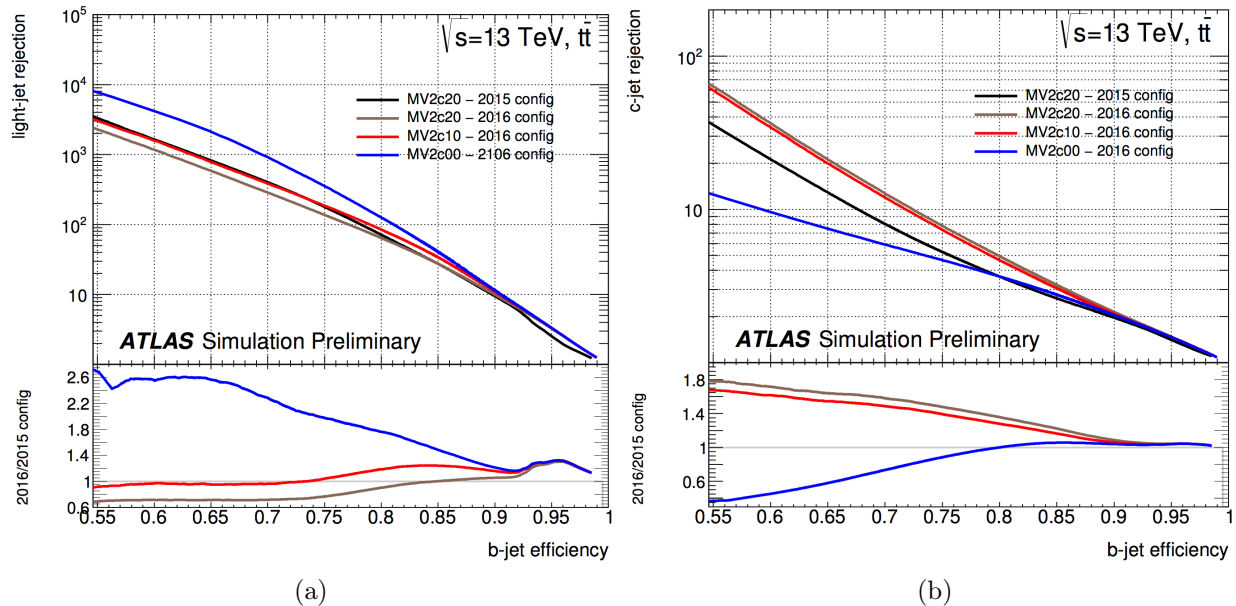 √s=13 TeV, tt̄
light-jet rejection
10^5
10^4
10^3
10^2
10
MV2c20 − 2015 config
MV2c20 − 2016 config
MV2c10 − 2016 config
MV2c00 − 2106 config
ATLAS Simulation Preliminary
2016/2015 config
2.6
2.2
1.8
1.4
1
0.6
0.55 0.6 0.65 0.7 0.75 0.8 0.85 0.9 0.95 1
b-jet efficiency
(a)
√s=13 TeV, tt̄
c-jet rejection
10^2
10
MV2c20 − 2015 config
MV2c20 − 2016 config
MV2c10 − 2016 config
MV2c00 − 2016 config
ATLAS Simulation Preliminary
2016/2015 config
1.8
1.4
1
0.6
0.55 0.6 0.65 0.7 0.75 0.8 0.85 0.9 0.95 1
b-jet efficiency
(b)